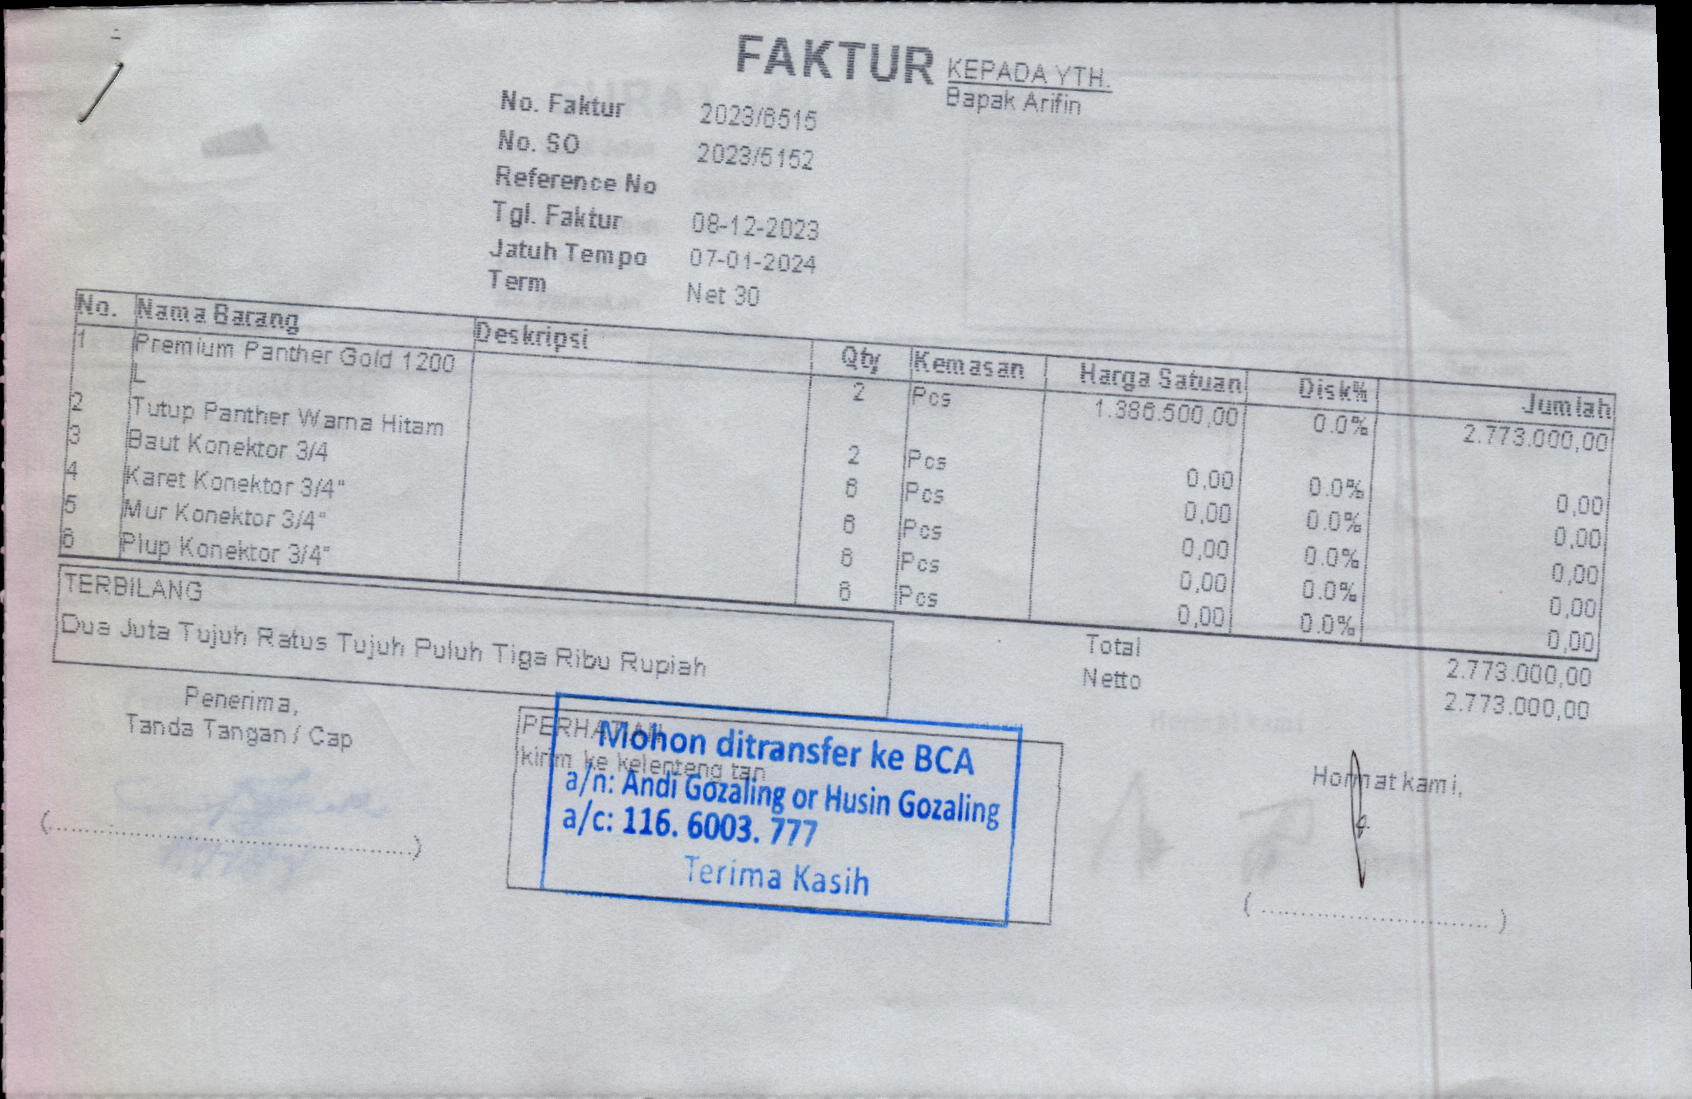 FAKTUR
KEPADA YTH.
Bapak Arifin
No. Faktur 2023/6515
No. SO 2023/5152
Reference No
Tgl. Faktur 08-12-2023
Jatuh Tempo 07-01-2024
Term Net 30
No. Nama Barang Deskripsi Qty Kemasan Harga Satuan Disk% Jumlah
1 Premium Panther Gold 1200 2 Pcs 1.386.500,00 0.0% 2.773.000,00
L
2 Tutup Panther Warna Hitam 2 Pcs 0,00 0.0% 0,00
3 Baut Konektor 3/4 6 Pcs 0,00 0.0% 0,00
4 Karet Konektor 3/4" 6 Pcs 0,00 0.0% 0,00
5 Mur Konektor 3/4" 6 Pcs 0,00 0.0% 0,00
6 Plup Konektor 3/4" 6 Pcs 0,00 0.0% 0,00
TERBILANG
Dua Juta Tujuh Ratus Tujuh Puluh Tiga Ribu Rupiah
Total 2.773.000,00
Netto 2.773.000,00
Penerima,
Tanda Tangan / Cap
(..........................................)
PERHATIAN
kirim ke kelenteng tan
Mohon ditransfer ke BCA
a/n: Andi Gozaling or Husin Gozaling
a/c: 116. 6003. 777
Terima Kasih
Hormat kami,
( .......................... )